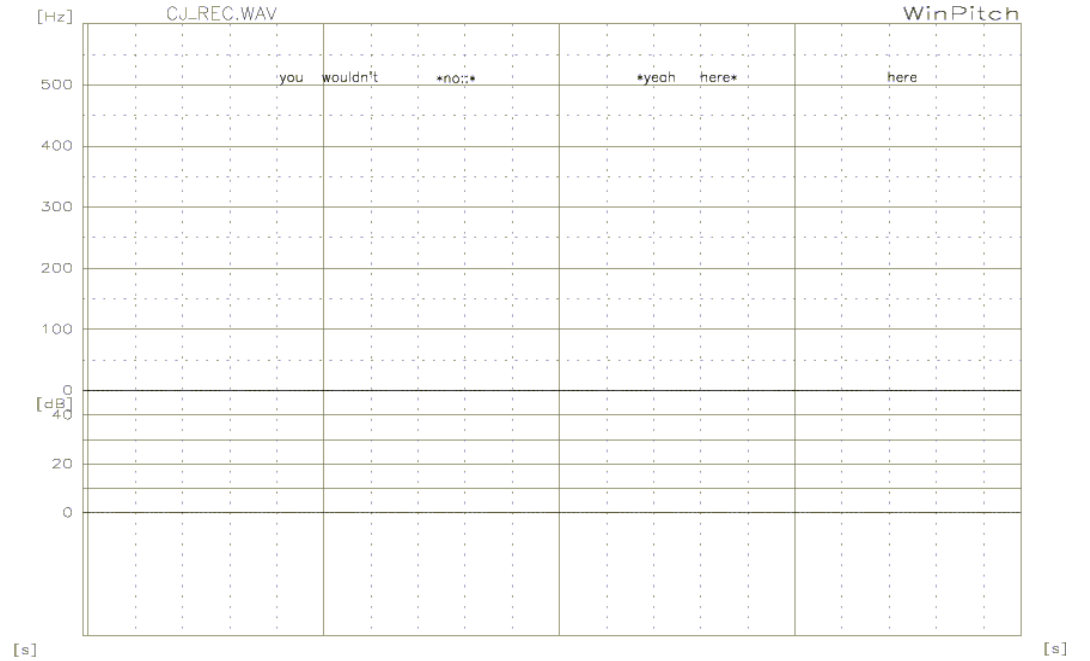 [Hz] CJ_REC.WAV WinPitch
you wouldn't *no::* *yeah here* here
500
400
300
200
100
0
[dB]
40
20
0
[s] [s]